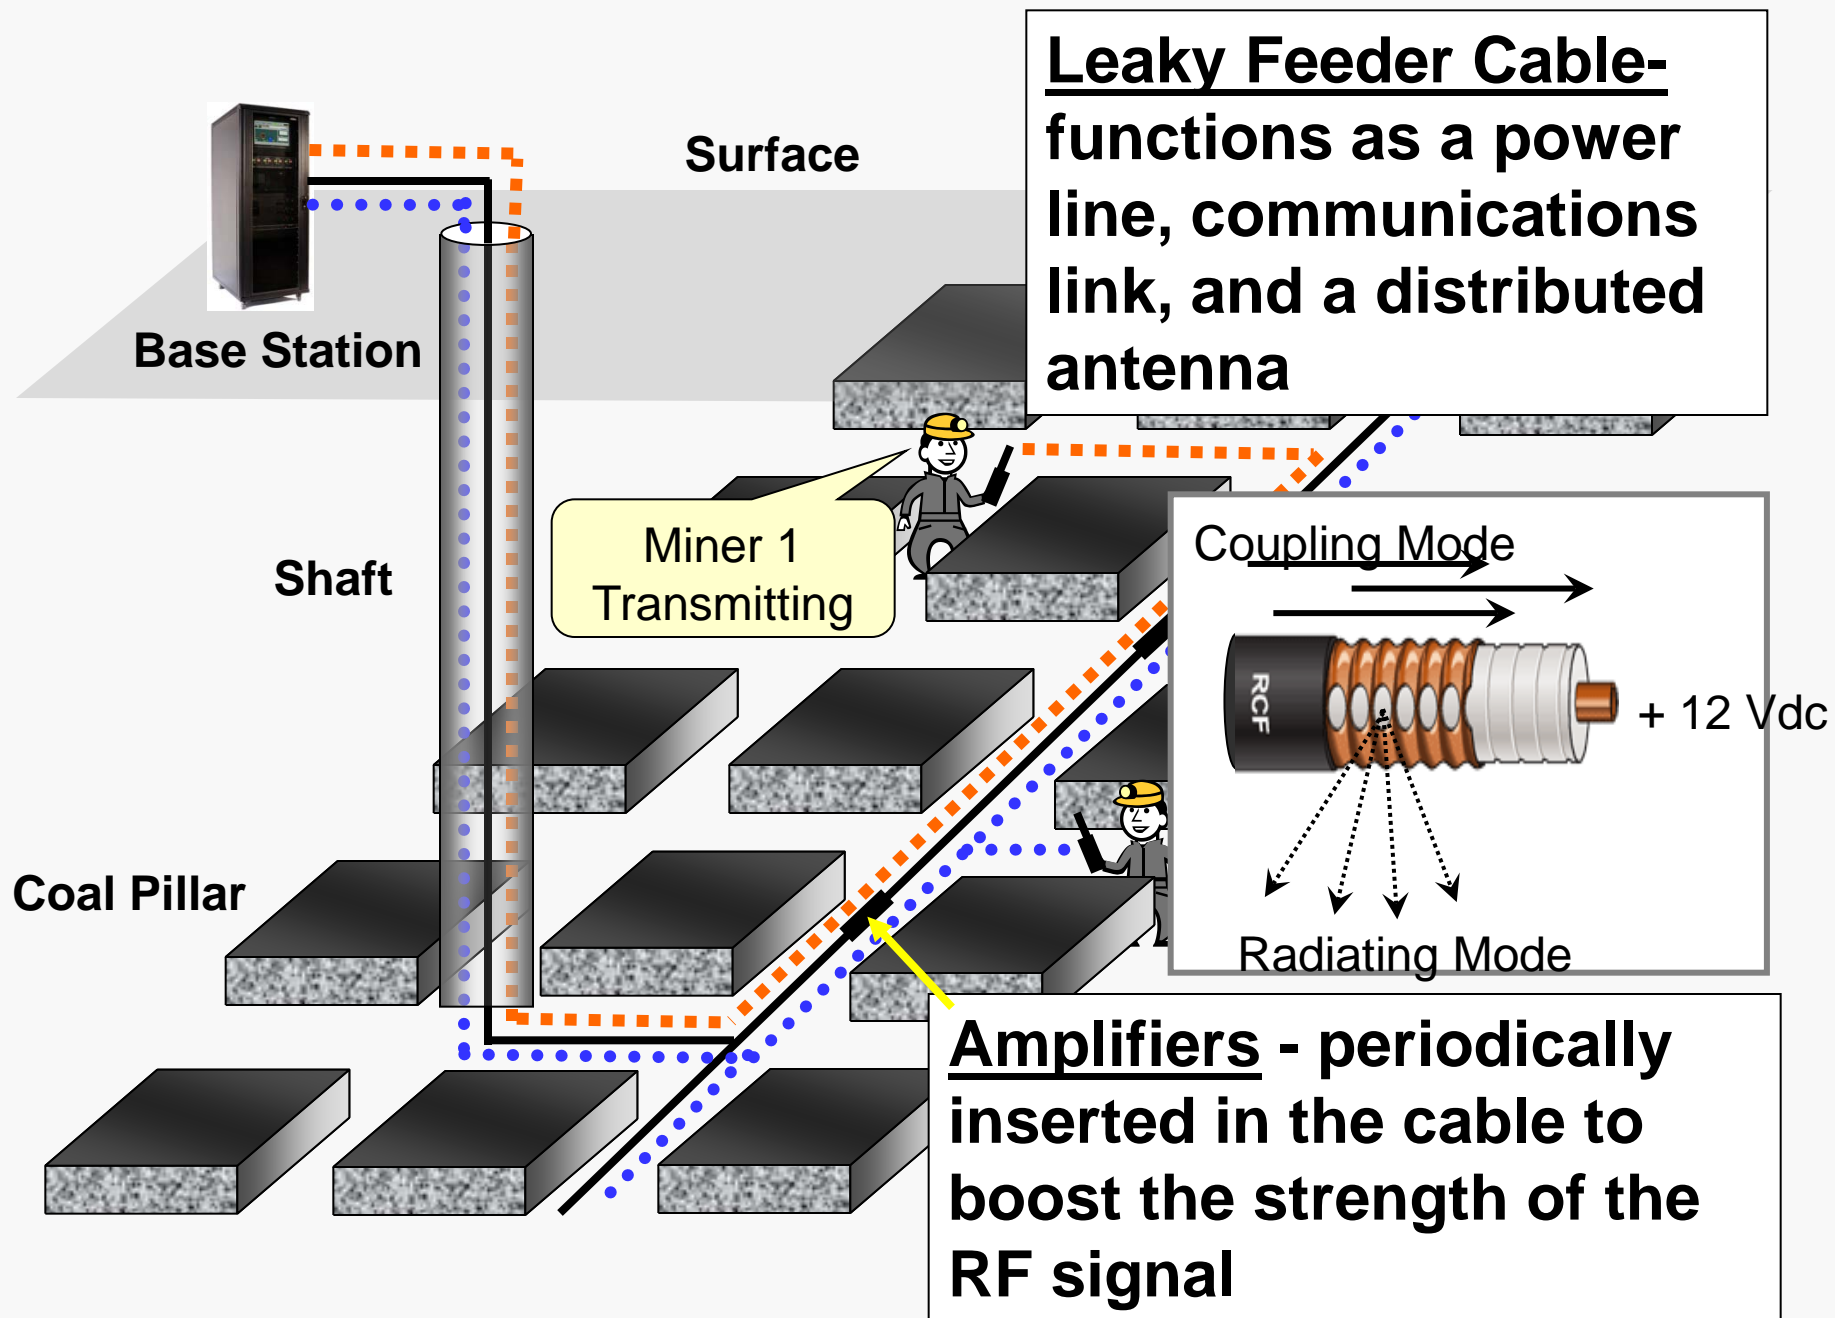 Leaky Feeder Cable-
functions as a power
line, communications
link, and a distributed
antenna
Surface
Base Station
Miner 1
Transmitting
Shaft
Coupling Mode
RCF
+ 12 Vdc
Radiating Mode
Coal Pillar
Amplifiers - periodically
inserted in the cable to
boost the strength of the
RF signal